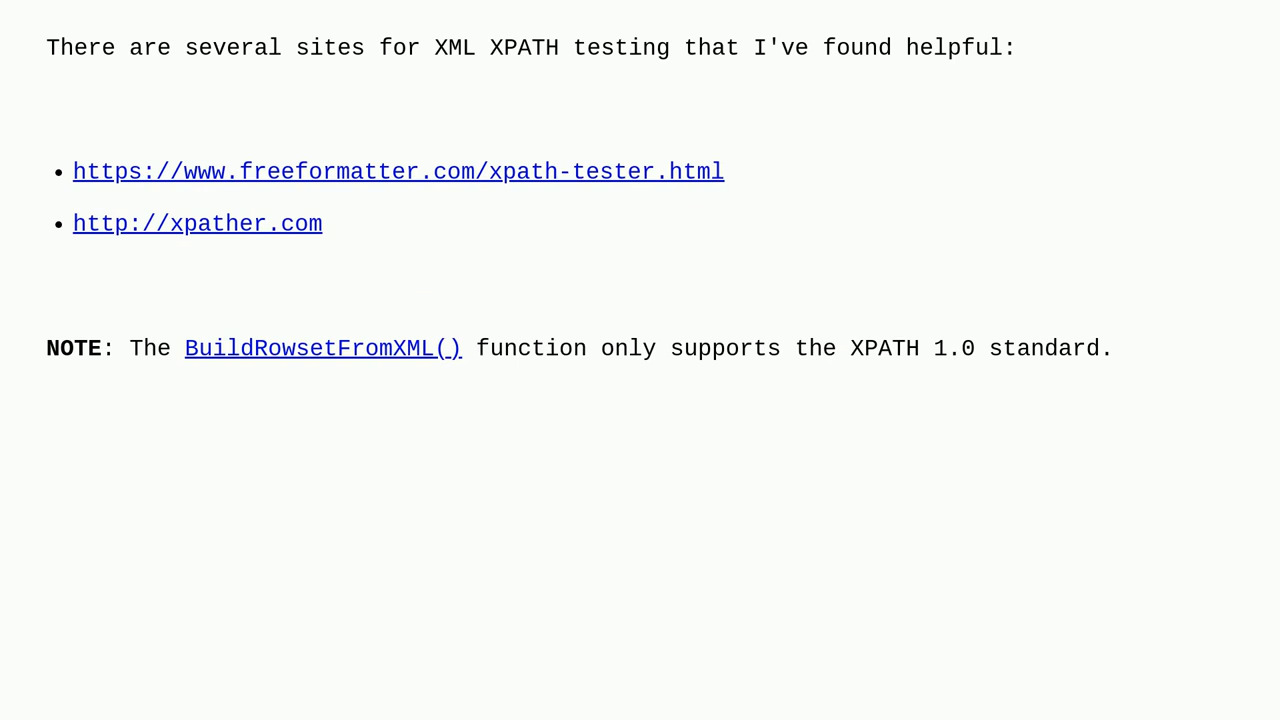 There are several sites for XML XPATH testing that I've found helpful:
• https://www.freeformatter.com/xpath-tester.html
• http://xpather.com
NOTE: The BuildRowsetFromXML() function only supports the XPATH 1.0 standard.